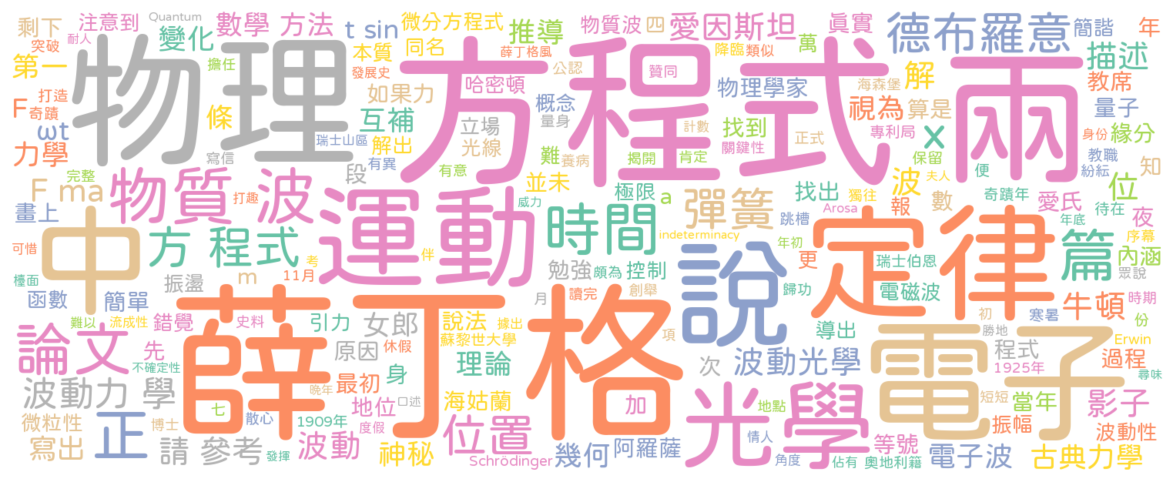 剩下 Quantum 注意到 數學 方法 t sin 微分方程式 物質波 四 愛因斯坦 眞實 德布羅意 簡諧 年
突破 耐人 變化 推導 同名 薛丁格風 降臨 類似 萬 描述
第一 物理 擔任 本質 公認 贊同 方程式 兩 海森堡 解 教席
F 打造 奇蹟 條 發展史 如果力 哈密頓 概念 物理學家 視為 算是 量子
ωt 瑞士山區 互補 立場 量身 找到 計數 正式 專利局 x 身份 緣分
力學 寫信 解出 光線 難 養病 揭開 肯定 關鍵性 保留 教職
完整 段 有異 有意 並未 極限 a 找出 獨往 波 夫人 奇蹟年 便 紛紜 知
F ma 打趣 物質 波 運動 威力 時間 彈簧 跳槽 Arosa 報 數 愛氏 位 夜
畫上 中 方 程式 indeterminacy 定律 待在 年底
可惜 振盪 考 伴 說 年初 更 瑞士伯恩 篇 序幕 內涵
檯面 m 11月 勉強 頗為 控制 歸功 電磁波 眾說
函數 簡單 薛丁格 月 讀完 創舉 初 寒暑 牛頓 時期
難以 流成性 錯覺 史料 引力 女郎 說法 據出 項 導出 勝地 份 Erwin
論文 先 不確定性 休假 原因 蘇黎世大學 理論 次 波動光學 電子 程式 1925年 過程 尋味
波動力 學 最初 晚年 身 海姑蘭 光學 短短 當年 影子
微粒性 博士 七 1909年 地位 口述 加 地點 振幅 波動性
寫出 正 請 參考 散心 波動 度假 神秘 位置 幾何 阿羅薩 情人 等號 電子波 古典力學
發揮 Schrödinger 角度 佔有 奧地利籍